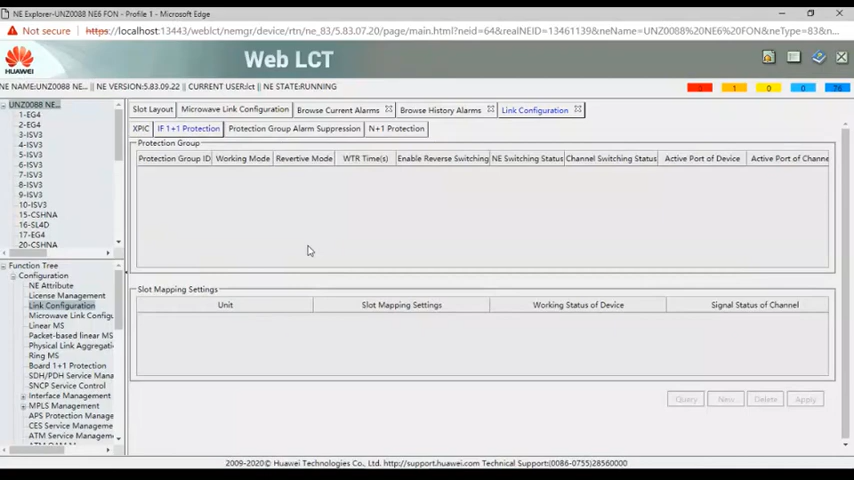 NE Explorer-UNZ0088 NE6 FON - Profile 1 - Microsoft Edge
Not secure | https://localhost:13443/weblct/nemgr/device/rtn/ne_83/5.83.07.20/page/main.html?neid=64&realNEID=13461139&neName=UNZ0088%20NE6%20FON&neType=83&n
HUAWEI
Web LCT
NE NAME:UNZ0088 NE... | NE VERSION:5.83.09.22 | CURRENT USER:lct | NE STATE:RUNNING
1 0 0
UNZ0088 NE...
1-EG4
2-EG4
3-ISV3
4-ISV3
5-ISV3
6-ISV3
7-ISV3
8-ISV3
9-ISV3
10-ISV3
15-CSHNA
16-SL4D
17-EG4
20-CSHNA
Function Tree
Configuration
NE Attribute
License Management
Link Configuration
Microwave Link Configu
Linear MS
Packet-based linear MS
Physical Link Aggregati
Ring MS
Board 1+1 Protection
SDH/PDH Service Mana
SNCP Service Control
Interface Management
MPLS Management
APS Protection Manage
CES Service Manageme
ATM Service Managem
Slot Layout
Microwave Link Configuration
Browse Current Alarms
Browse History Alarms
Link Configuration
XPIC
IF 1+1 Protection
Protection Group Alarm Suppression
N+1 Protection
Protection Group
Protection Group ID
Working Mode
Revertive Mode
WTR Time(s)
Enable Reverse Switching
NE Switching Status
Channel Switching Status
Active Port of Device
Active Port of Channe
Slot Mapping Settings
Unit
Slot Mapping Settings
Working Status of Device
Signal Status of Channel
Query
New
Delete
Apply
2009-2020© Huawei Technologies Co., Ltd. http://support.huawei.com Technical Support:(0086-0755)28560000